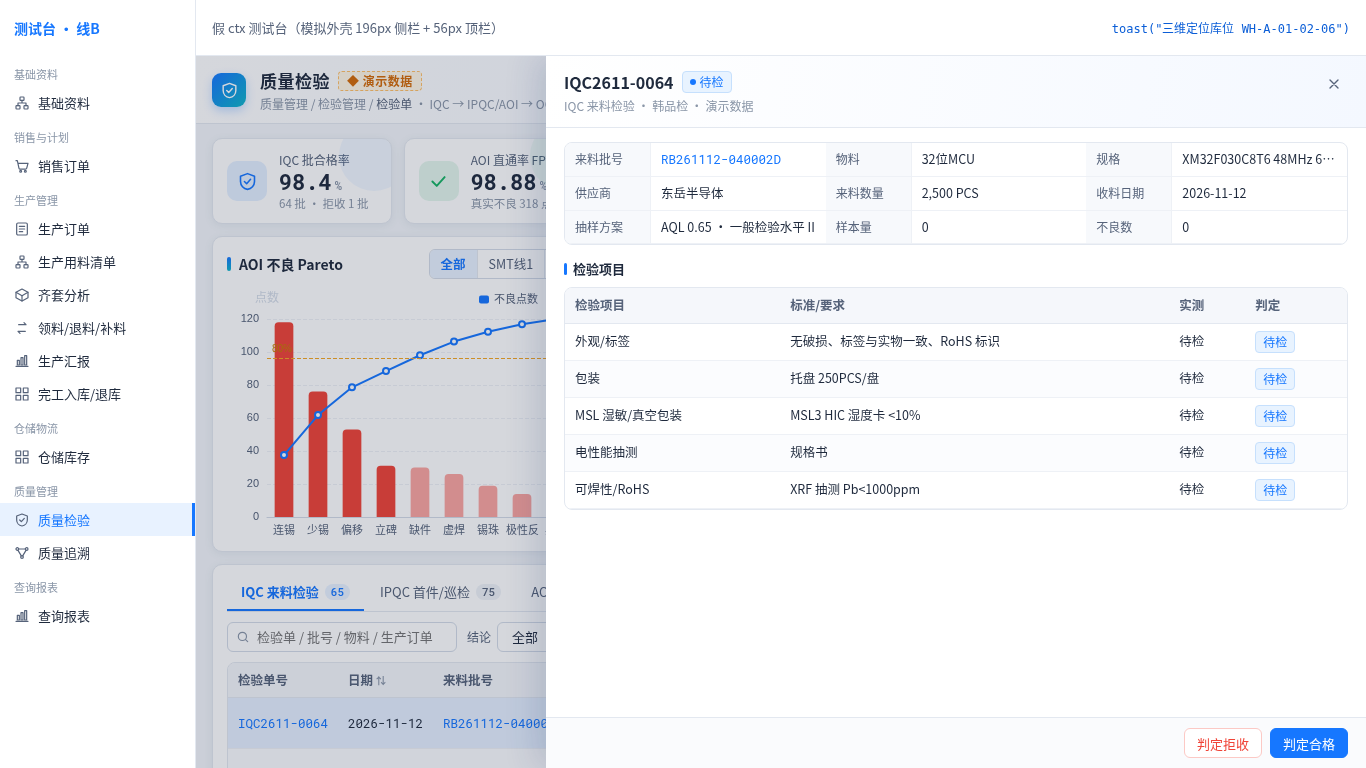 测试台 · 线B
基础资料
基础资料
销售与计划
销售订单
生产管理
生产订单
生产用料清单
齐套分析
领料/退料/补料
生产汇报
完工入库/退库
仓储物流
仓储库存
质量管理
质量检验
质量追溯
查询报表
查询报表
假 ctx 测试台（模拟外壳 196px 侧栏 + 56px 顶栏）
toast("三维定位库位 WH-A-01-02-06")
质量检验
◆ 演示数据
质量管理 / 检验管理 / 检验单 · IQC → IPQC/AOI → O
IQC 批合格率
98.4%
64 批 · 拒收 1 批
AOI 直通率 FP
98.88%
真实不良 318
AOI 不良 Pareto
全部
SMT线1
点数
不良点数
120
100
80
60
40
20
0
80%
连锡 少锡 偏移 立碑 缺件 虚焊 锡珠 极性反
IQC 来料检验 65
IPQC 首件/巡检 75
AO
检验单 / 批号 / 物料 / 生产订单
结论
全部
检验单号 日期 来料批号
IQC2611-0064 2026-11-12 RB261112-04000
IQC2611-0064
待检
IQC 来料检验 · 韩品检 · 演示数据
来料批号 RB261112-040002D 物料 32位MCU 规格 XM32F030C8T6 48MHz 6…
供应商 东岳半导体 来料数量 2,500 PCS 收料日期 2026-11-12
抽样方案 AQL 0.65 · 一般检验水平 II 样本量 0 不良数 0
检验项目
检验项目 标准/要求 实测 判定
外观/标签 无破损、标签与实物一致、RoHS 标识 待检 待检
包装 托盘 250PCS/盘 待检 待检
MSL 湿敏/真空包装 MSL3 HIC 湿度卡 <10% 待检 待检
电性能抽测 规格书 待检 待检
可焊性/RoHS XRF 抽测 Pb<1000ppm 待检 待检
判定拒收
判定合格